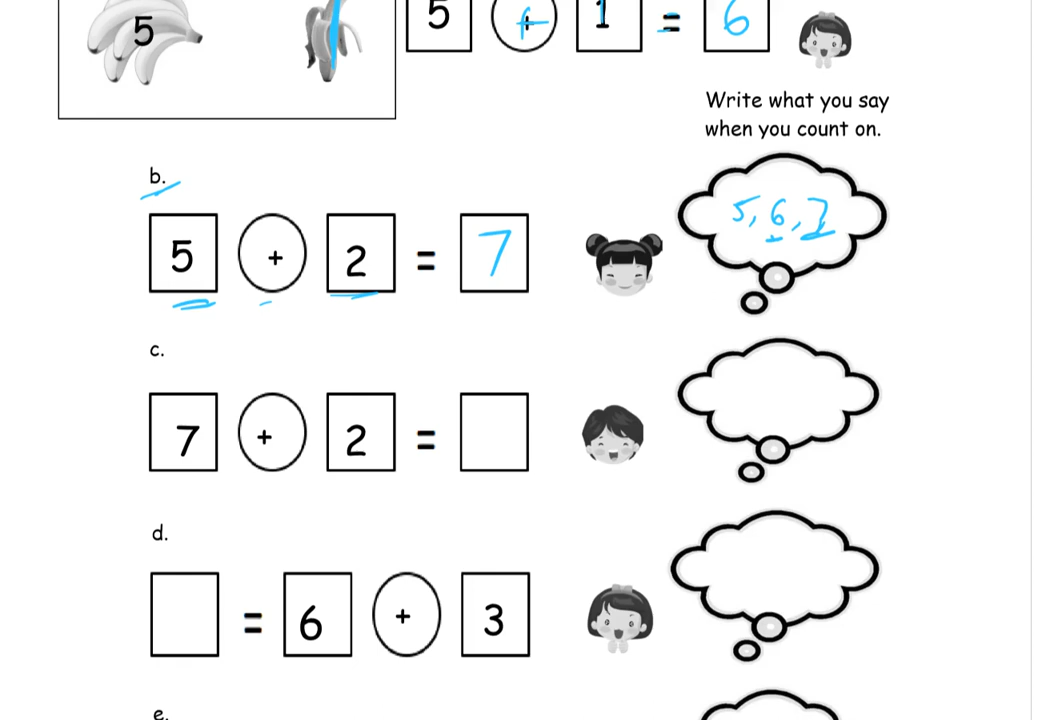 5
5 + 1 = 6
Write what you say
when you count on.
b.
5 + 2 = 7
5, 6, 7
c.
7 + 2 =
d.
= 6 + 3
e.